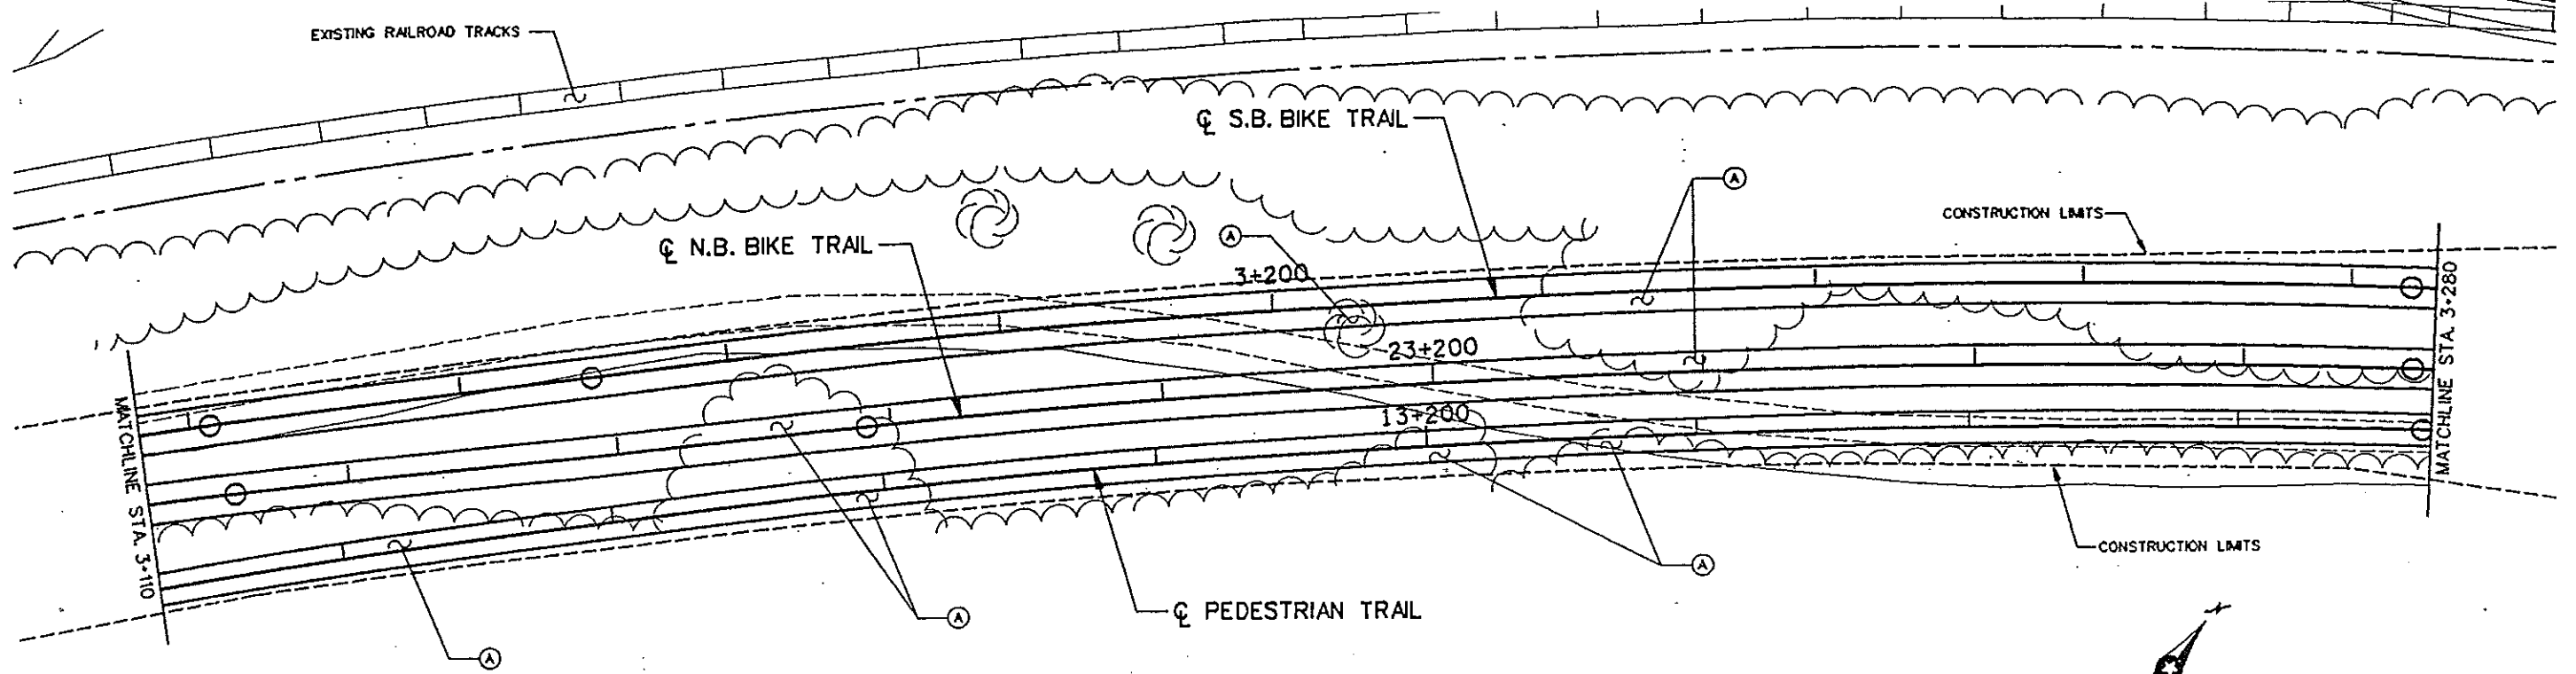 EXISTING RAILROAD TRACKS
℄ S.B. BIKE TRAIL
A
CONSTRUCTION LIMITS
℄ N.B. BIKE TRAIL
A
3+200
MATCHLINE STA. 3+280
23+200
13+200
MATCHLINE STA. 3+110
CONSTRUCTION LIMITS
A
℄ PEDESTRIAN TRAIL
A
A
N